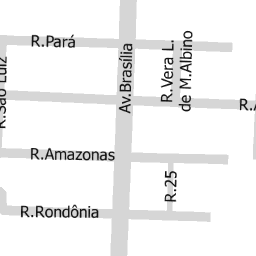 R.Pará
Av.Brasília
R.Vera L.
de M.Albino
R.São Luiz
R.Amazonas
R.25
R.Rondônia